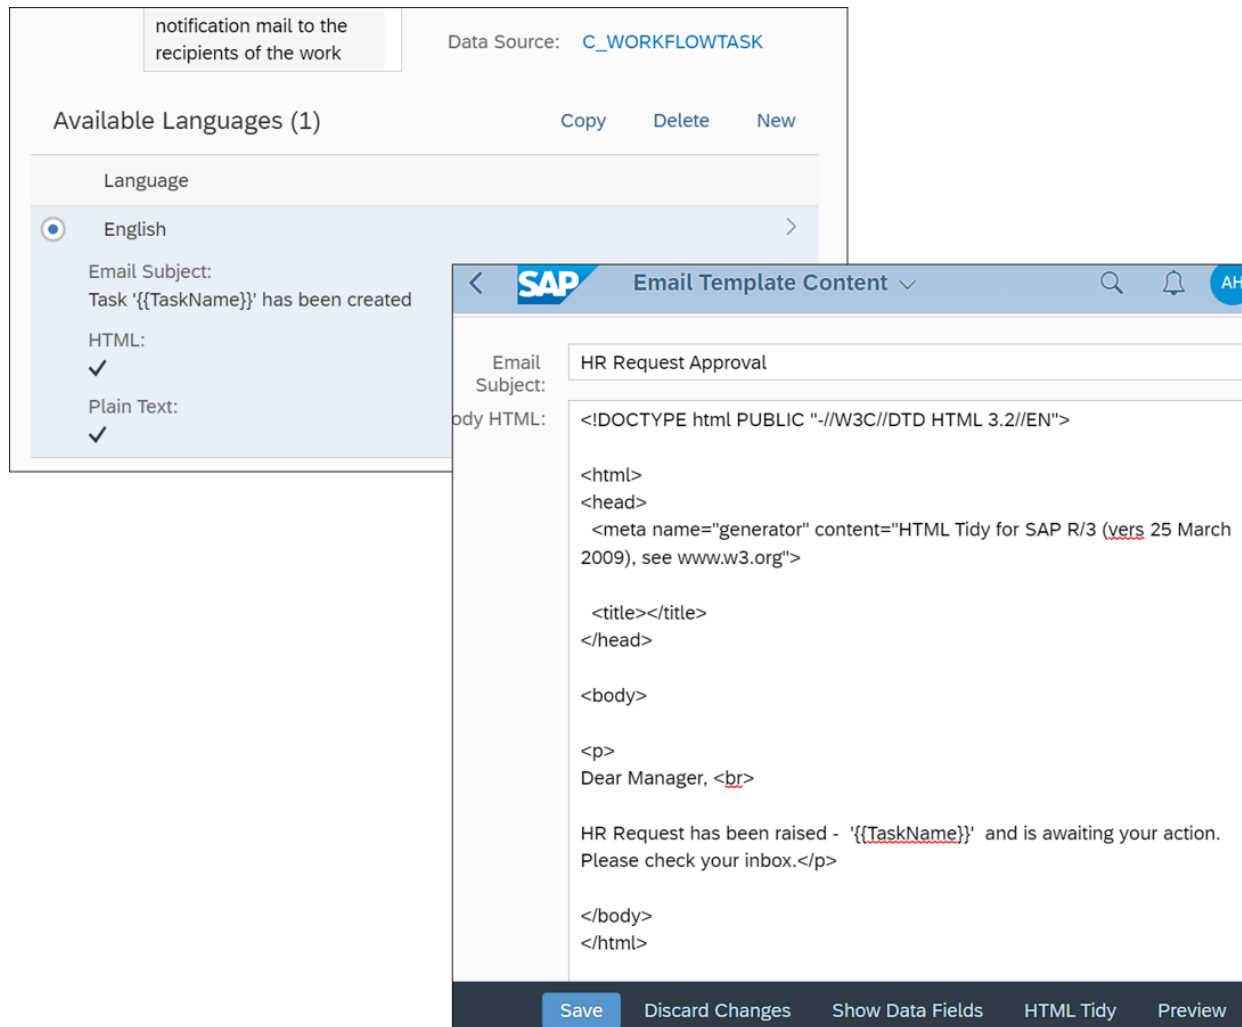 notification mail to the
recipients of the work
Data Source: C_WORKFLOWTASK
Available Languages (1)
Copy Delete New
Language
English
Email Subject:
Task '{{TaskName}}' has been created
HTML:
Plain Text:
SAP Email Template Content
AH
Email
Subject:
HR Request Approval
ody HTML:
<!DOCTYPE html PUBLIC "-//W3C//DTD HTML 3.2//EN">
<html>
<head>
<meta name="generator" content="HTML Tidy for SAP R/3 (vers 25 March
2009), see www.w3.org">
<title></title>
</head>
<body>
<p>
Dear Manager, <br>
HR Request has been raised - '{{TaskName}}' and is awaiting your action.
Please check your inbox.</p>
</body>
</html>
Save Discard Changes Show Data Fields HTML Tidy Preview